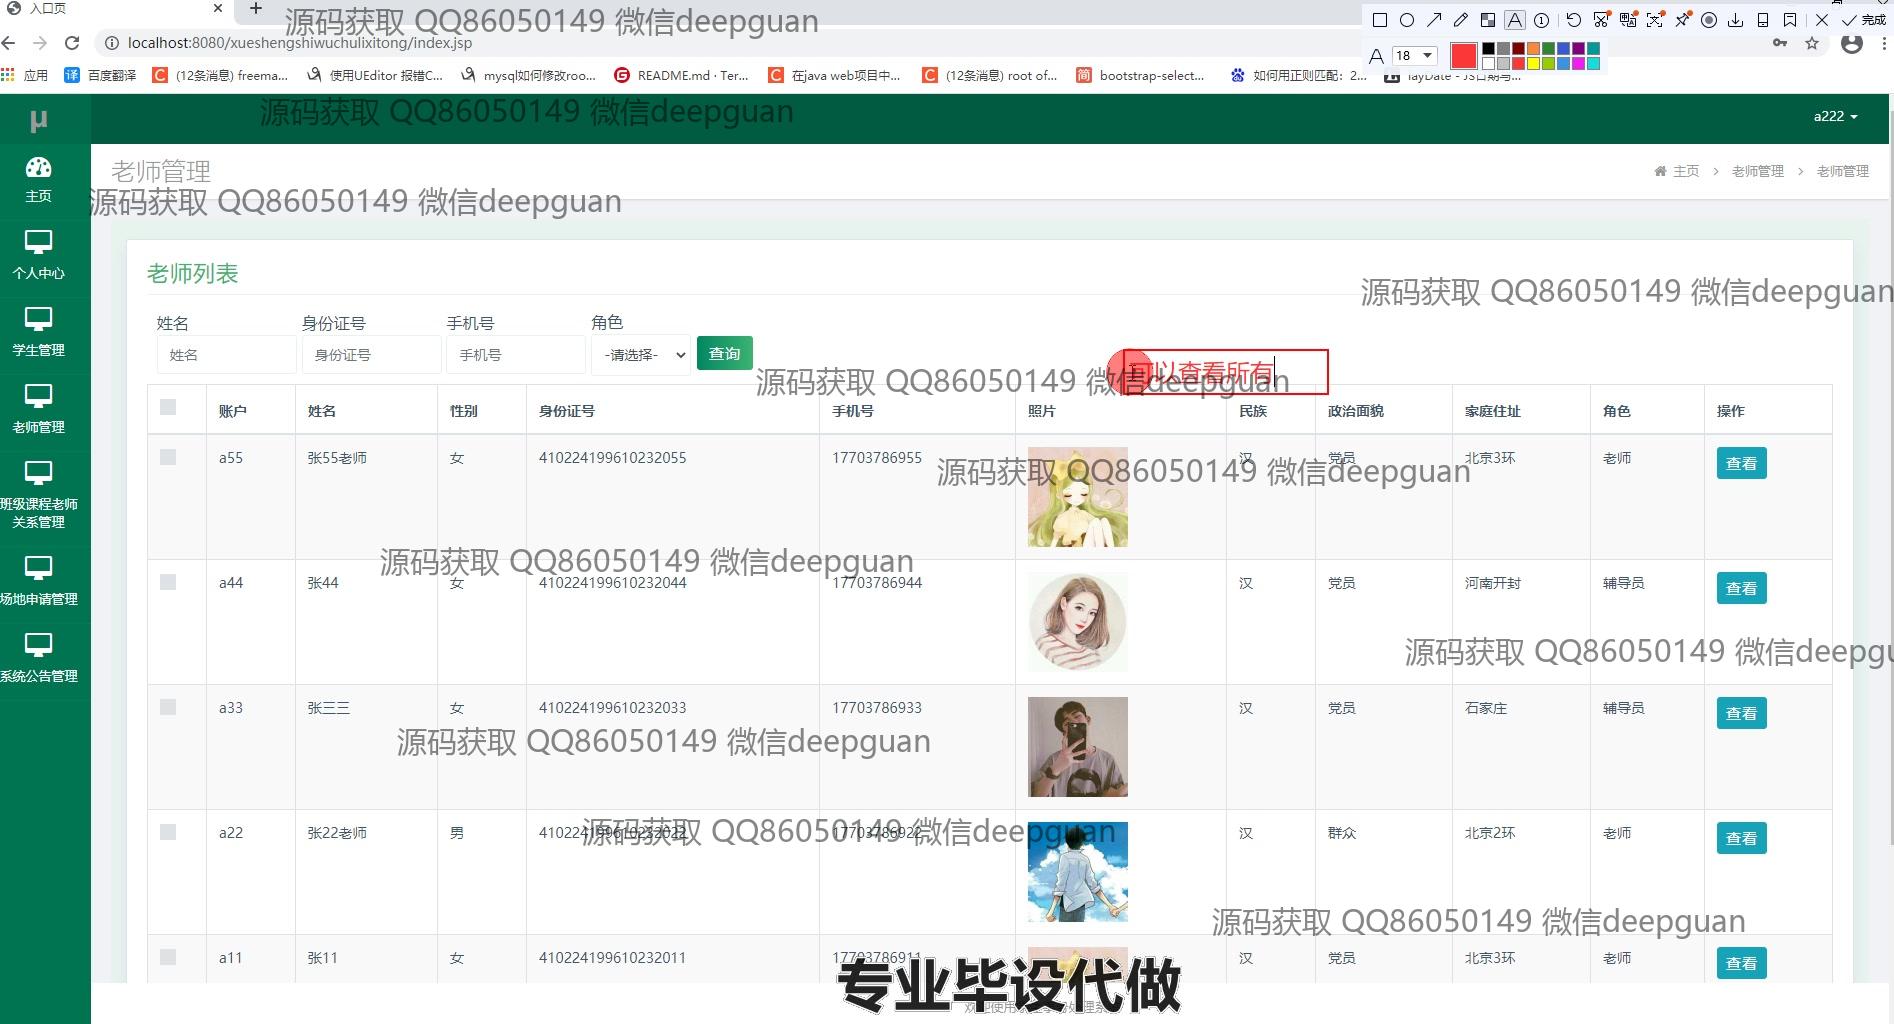 入口页
源码获取 QQ86050149 微信deepguan
完成
localhost:8080/xueshengshiwuchulixitong/index.jsp
A 18
应用
百度翻译
(12条消息) freema...
使用UEditor 报错C...
mysql如何修改roo...
README.md · Ter...
在java web项目中...
(12条消息) root of...
bootstrap-select...
如何用正则匹配：2...
layDate - JS日期与...
μ
源码获取 QQ86050149 微信deepguan
a222
老师管理
主页 > 老师管理 > 老师管理
源码获取 QQ86050149 微信deepguan
主页
个人中心
学生管理
老师管理
班级课程老师
关系管理
场地申请管理
系统公告管理
老师列表
源码获取 QQ86050149 微信deepguan
姓名 身份证号 手机号 角色
姓名 身份证号 手机号 -请选择- 查询
可以查看所有
源码获取 QQ86050149 微信deepguan
账户 姓名 性别 身份证号 手机号 照片 民族 政治面貌 家庭住址 角色 操作
a55 张55老师 女 410224199610232055 17703786955 汉 党员 北京3环 老师 查看
源码获取 QQ86050149 微信deepguan
源码获取 QQ86050149 微信deepguan
a44 张44 女 410224199610232044 17703786944 汉 党员 河南开封 辅导员 查看
源码获取 QQ86050149 微信deepgu
a33 张三三 女 410224199610232033 17703786933 汉 党员 石家庄 辅导员 查看
源码获取 QQ86050149 微信deepguan
a22 张22老师 男 410224199610232022 17703786922 汉 群众 北京2环 老师 查看
源码获取 QQ86050149 微信deepguan
源码获取 QQ86050149 微信deepguan
a11 张11 女 410224199610232011 17703786911 汉 党员 北京3环 老师 查看
专业毕设代做